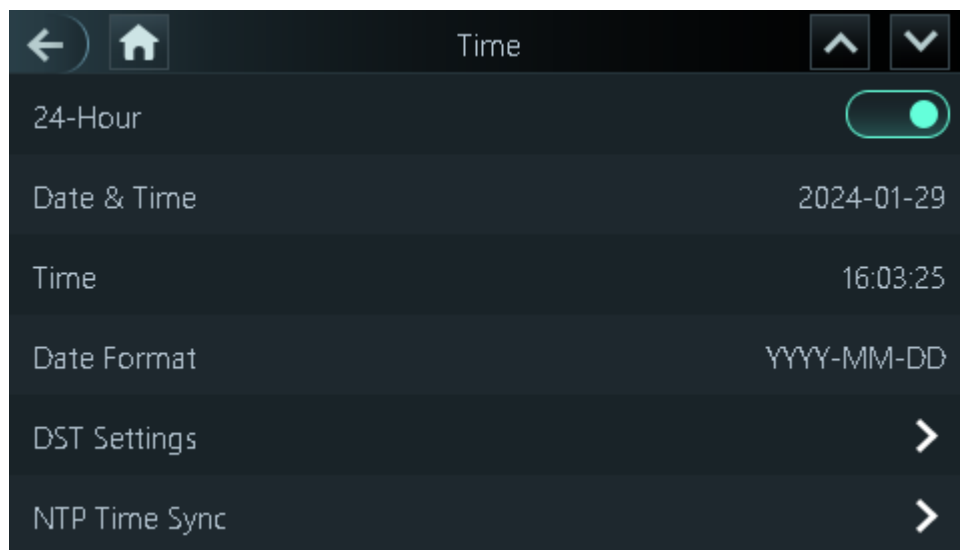 Time
24-Hour
Date & Time 2024-01-29
Time 16:03:25
Date Format YYYY-MM-DD
DST Settings
NTP Time Sync